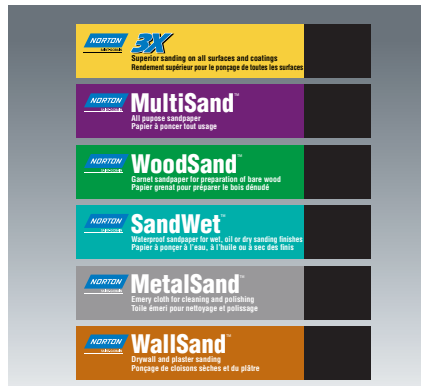 NORTON
3X
Superior sanding on all surfaces and coatings
Rendement supérieur pour le ponçage de toutes les surfaces
NORTON
MultiSand™
All pupose sandpaper
Papier à poncer tout usage
NORTON
WoodSand™
Garnet sandpaper for preparation of bare wood
Papier grenat pour préparer le bois dénudé
NORTON
SandWet™
Waterproof sandpaper for wet, oil or dry sanding finishes
Papier à ponçer à l'eau, à l'huile ou à sec des finis
NORTON
MetalSand™
Emery cloth for cleaning and polishing
Toile émeri pour nettoyage et polissage
NORTON
WallSand™
Drywall and plaster sanding
Ponçage de cloisons sèches et du plâtre